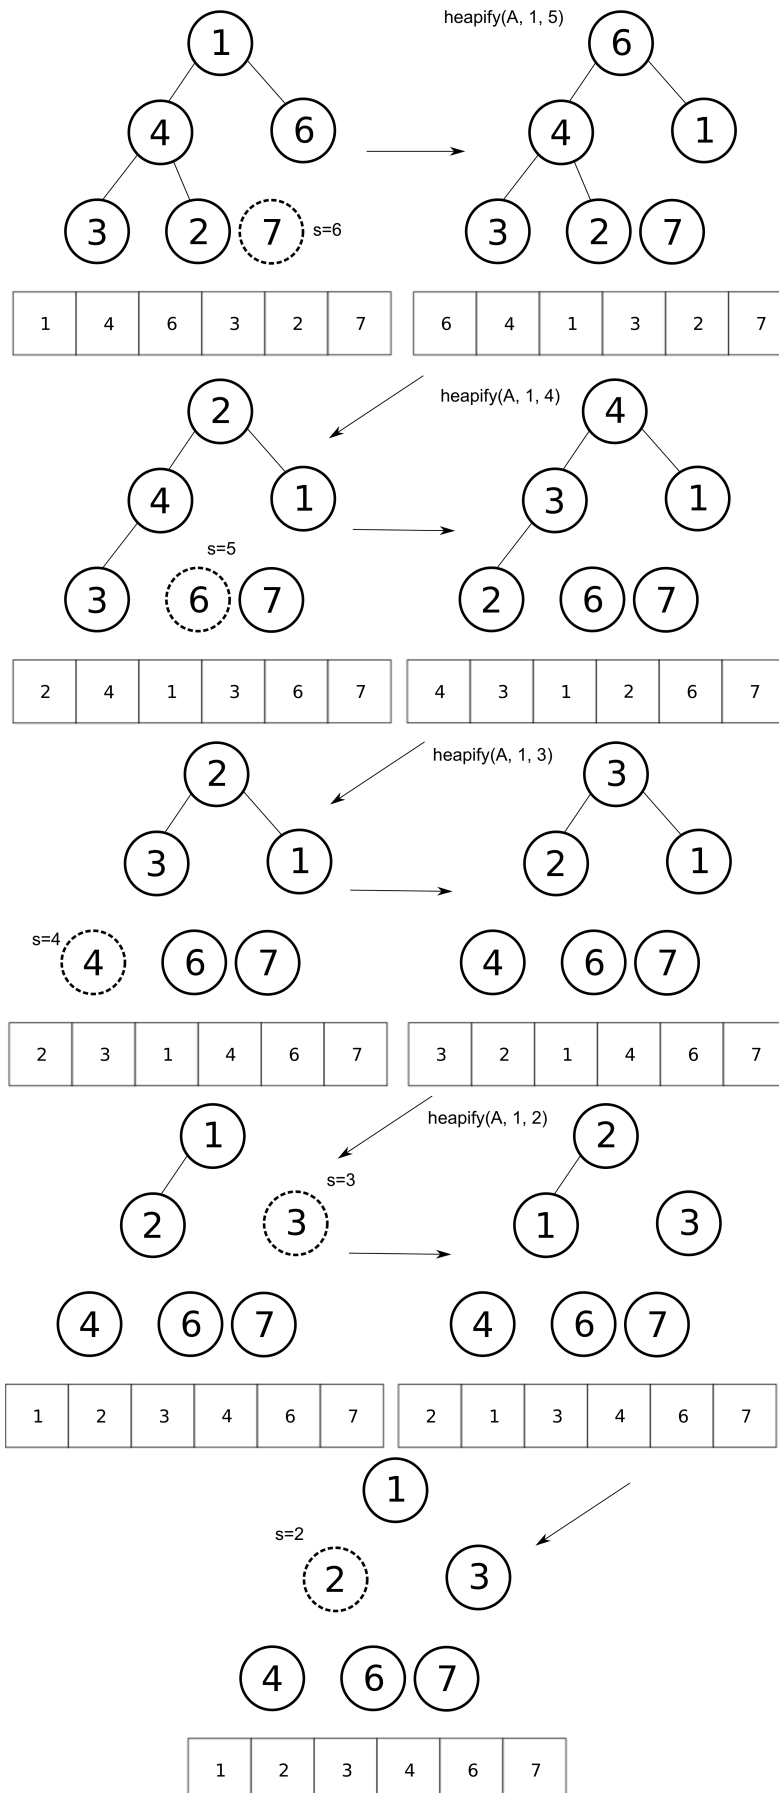 heapify(A, 1, 5)
1 6
4 6 4 1
3 2 7 s=6 3 2 7
1 4 6 3 2 7 6 4 1 3 2 7
heapify(A, 1, 4)
2 4
4 1 3 1
s=5
3 6 7 2 6 7
2 4 1 3 6 7 4 3 1 2 6 7
heapify(A, 1, 3)
2 3
3 1 2 1
s=4 4 6 7 4 6 7
2 3 1 4 6 7 3 2 1 4 6 7
heapify(A, 1, 2)
1 2
s=3
2 3 1 3
4 6 7 4 6 7
1 2 3 4 6 7 2 1 3 4 6 7
1
s=2
2 3
4 6 7
1 2 3 4 6 7